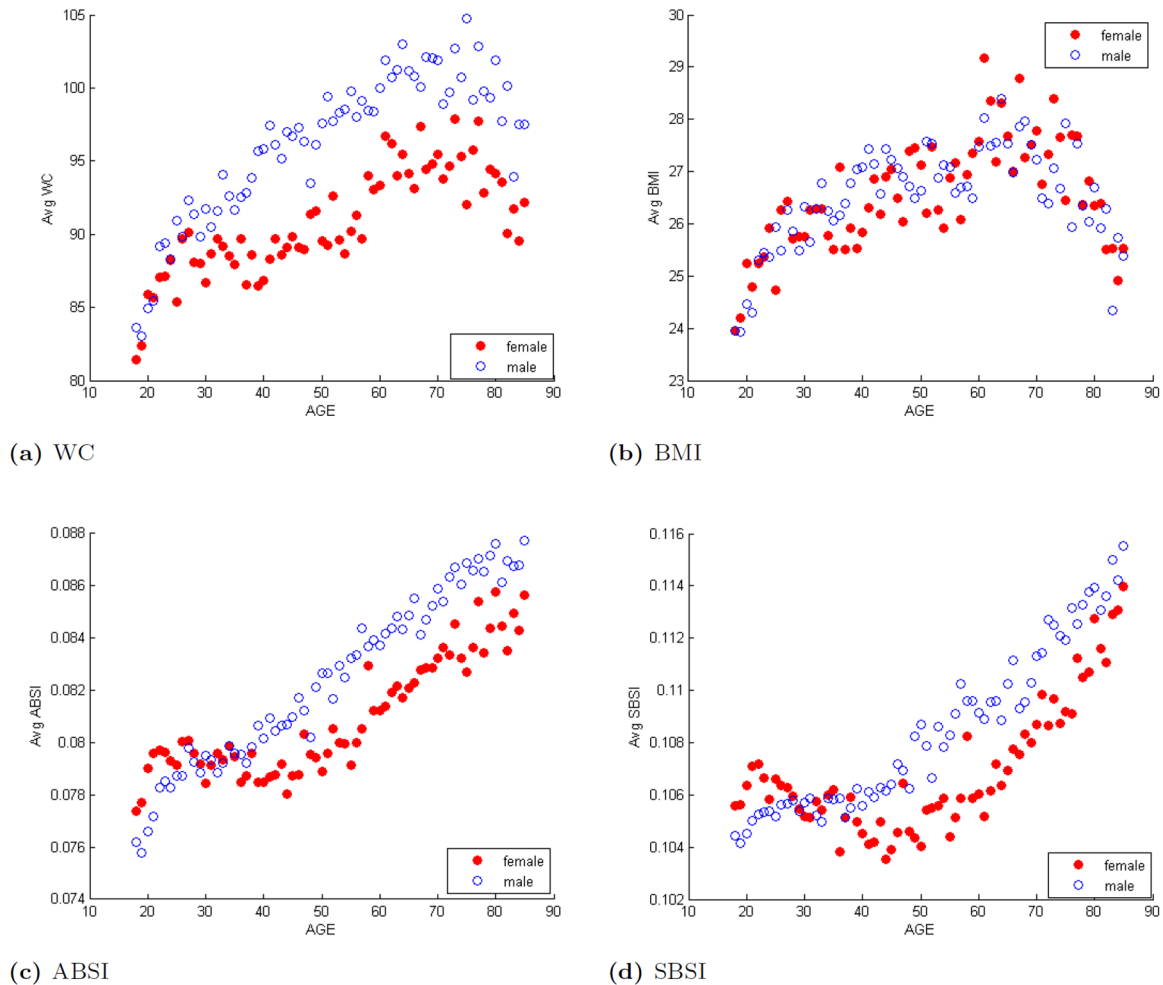 105
100
95
90
85
80
Avg WC
10 20 30 40 50 60 70 80 90
AGE
female
male
(a) WC
30
29
28
27
26
25
24
23
Avg BMI
10 20 30 40 50 60 70 80 90
AGE
female
male
(b) BMI
0.088
0.086
0.084
0.082
0.08
0.078
0.076
0.074
Avg ABSI
10 20 30 40 50 60 70 80 90
AGE
female
male
(c) ABSI
0.116
0.114
0.112
0.11
0.108
0.106
0.104
0.102
Avg SBSI
10 20 30 40 50 60 70 80 90
AGE
female
male
(d) SBSI